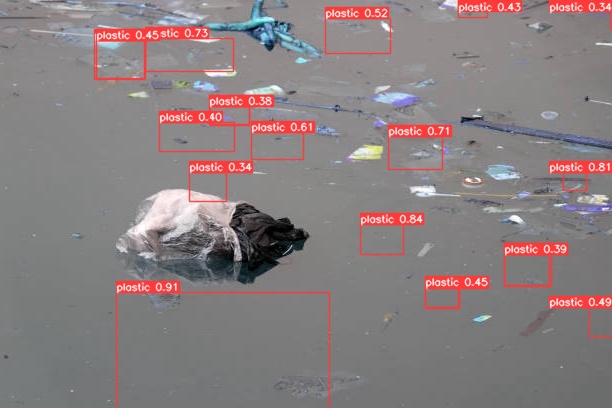 plastic 0.43
plastic 0.34
plastic 0.52
plastic 0.45
stic 0.73
plastic 0.38
plastic 0.40
plastic 0.61
plastic 0.71
plastic 0.34
plastic 0.81
plastic 0.84
plastic 0.39
plastic 0.45
plastic 0.91
plastic 0.49